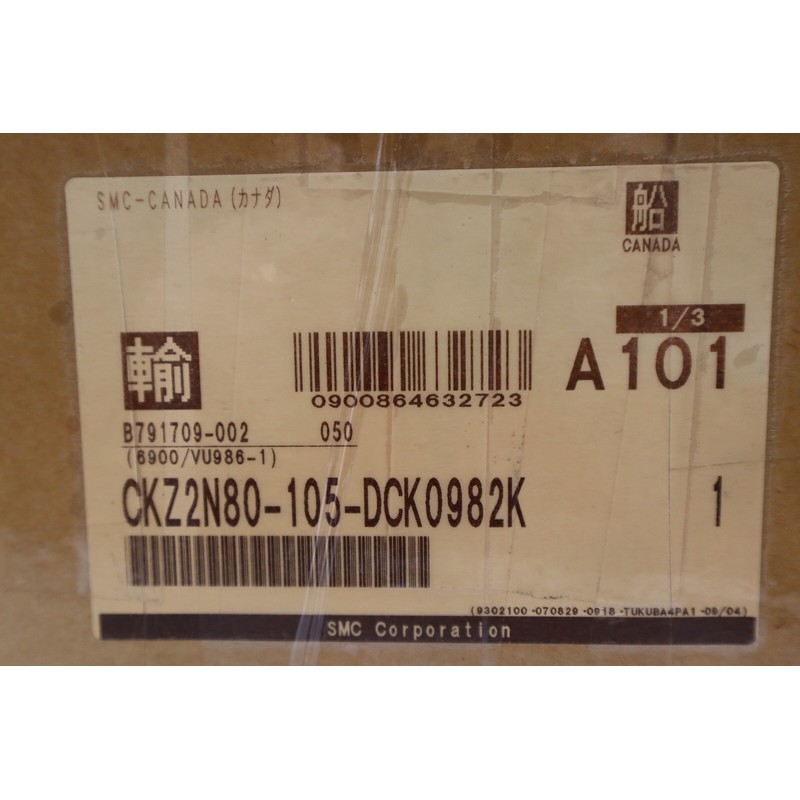 SMC-CANADA(カナダ)
船
CANADA
1/3
輸
A101
0900864632723
B791709-002 050
(6900/VU986-1)
CKZ2N80-105-DCK0982K 1
(9302100 -070829 -0918 -TUKUBA4PA1 -09/04)
SMC Corporation